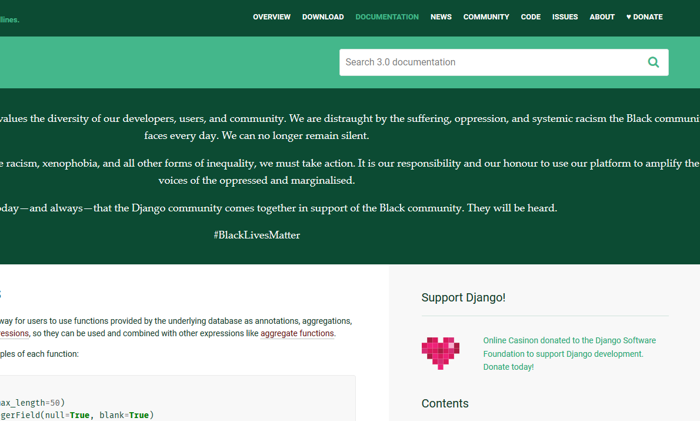 lines.
OVERVIEW DOWNLOAD DOCUMENTATION NEWS COMMUNITY CODE ISSUES ABOUT ♥ DONATE
Search 3.0 documentation
values the diversity of our developers, users, and community. We are distraught by the suffering, oppression, and systemic racism the Black communi
faces every day. We can no longer remain silent.
e racism, xenophobia, and all other forms of inequality, we must take action. It is our responsibility and our honour to use our platform to amplify the
voices of the oppressed and marginalised.
day—and always—that the Django community comes together in support of the Black community. They will be heard.
#BlackLivesMatter
s
way for users to use functions provided by the underlying database as annotations, aggregations,
ressions, so they can be used and combined with other expressions like aggregate functions.
ples of each function:
max_length=50)
gerField(null=True, blank=True)
Support Django!
Online Casinon donated to the Django Software
Foundation to support Django development.
Donate today!
Contents